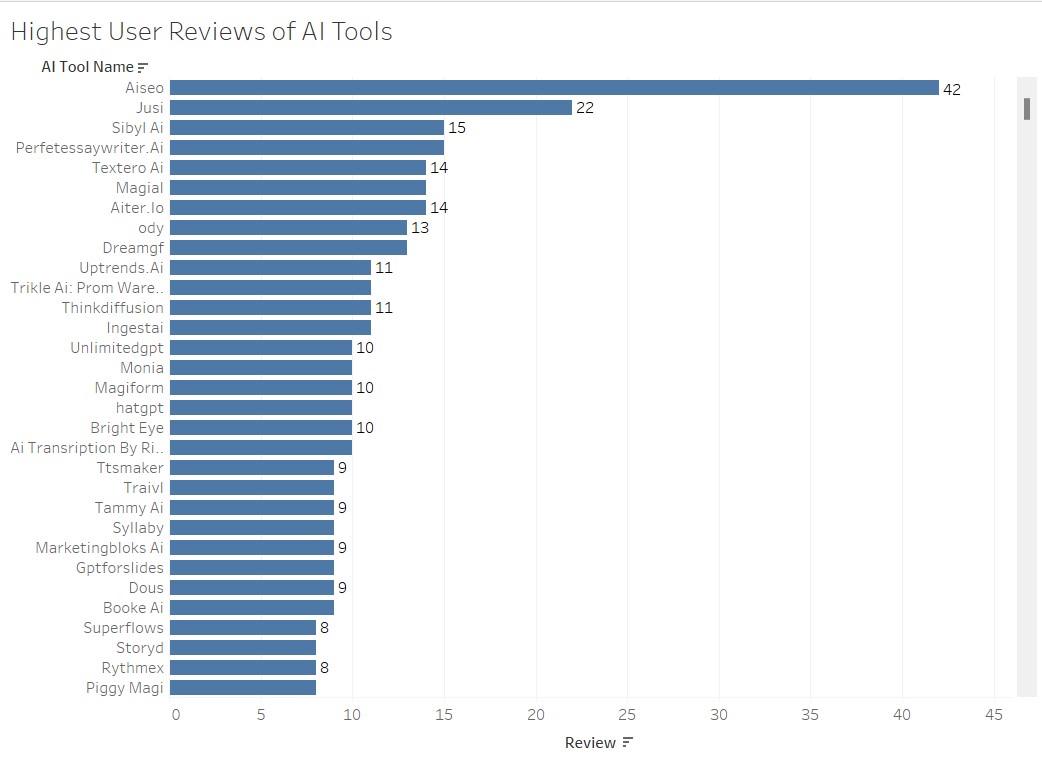 Highest User Reviews of AI Tools
AI Tool Name
Aiseo 42
Jusi 22
Sibyl Ai 15
Perfetessaywriter.Ai
Textero Ai 14
Magial
Aiter.Io 14
ody 13
Dreamgf
Uptrends.Ai 11
Trikle Ai: Prom Ware..
Thinkdiffusion 11
Ingestai
Unlimitedgpt 10
Monia
Magiform 10
hatgpt
Bright Eye 10
Ai Transription By Ri..
Ttsmaker 9
Traivl
Tammy Ai 9
Syllaby
Marketingbloks Ai 9
Gptforslides
Dous 9
Booke Ai
Superflows 8
Storyd
Rythmex 8
Piggy Magi
0 5 10 15 20 25 30 35 40 45
Review